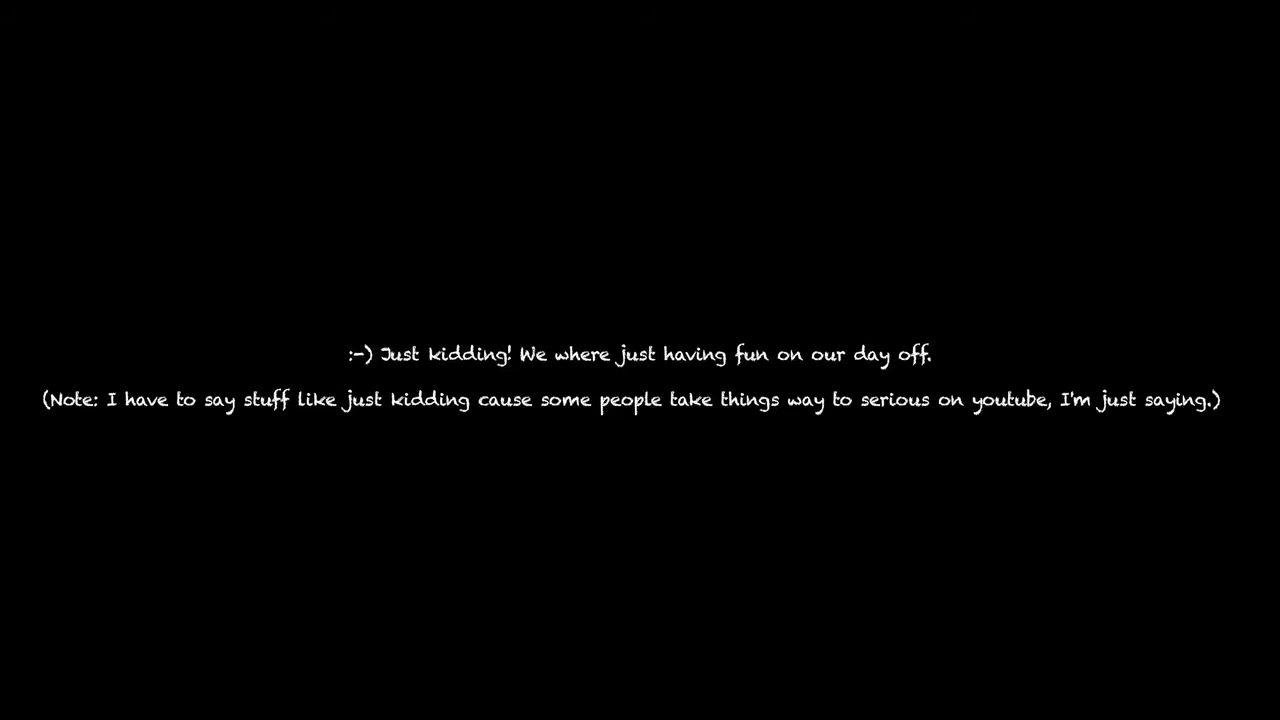 :-) Just kidding! We where just having fun on our day off.
(Note: I have to say stuff like just kidding cause some people take things way to serious on youtube, I'm just saying.)